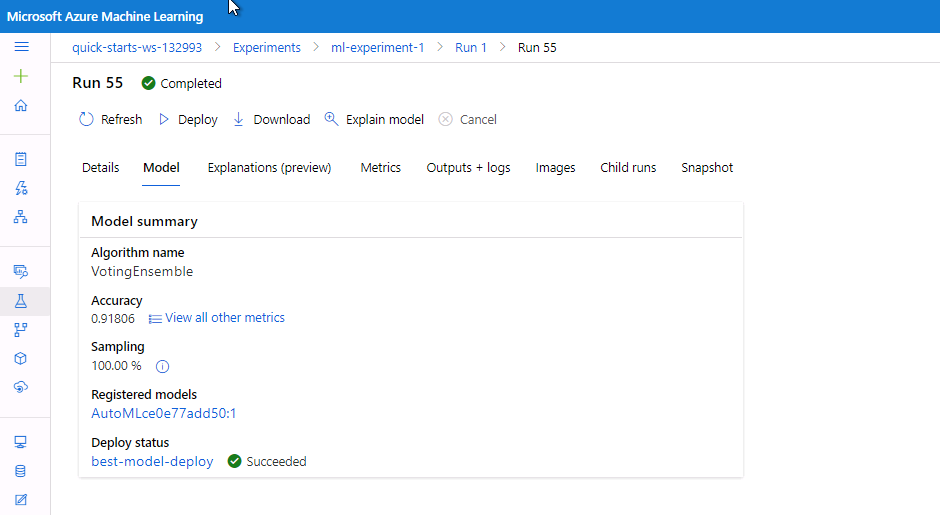 Microsoft Azure Machine Learning
quick-starts-ws-132993 > Experiments > ml-experiment-1 > Run 1 > Run 55
Run 55 Completed
Refresh Deploy Download Explain model Cancel
Details Model Explanations (preview) Metrics Outputs + logs Images Child runs Snapshot
Model summary
Algorithm name
VotingEnsemble
Accuracy
0.91806 View all other metrics
Sampling
100.00 %
Registered models
AutoMLce0e77add50:1
Deploy status
best-model-deploy Succeeded